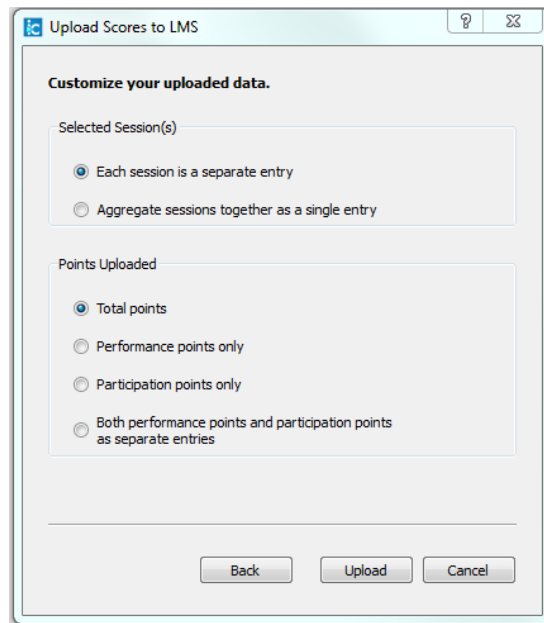 Upload Scores to LMS
Customize your uploaded data.
Selected Session(s)
Each session is a separate entry
Aggregate sessions together as a single entry
Points Uploaded
Total points
Performance points only
Participation points only
Both performance points and participation points
as separate entries
Back Upload Cancel